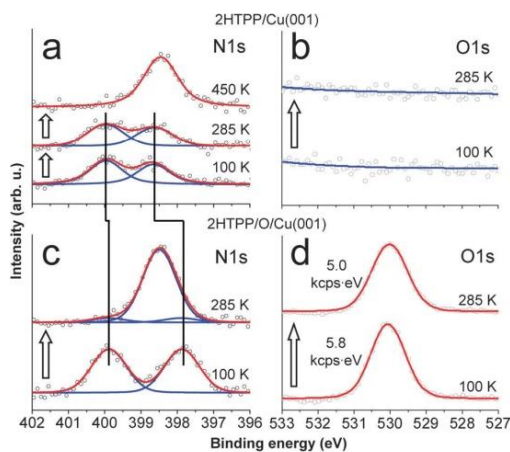 2HTPP/Cu(001)
a
N1s
450 K
285 K
100 K
b
O1s
285 K
100 K
Intensity (arb. u.)
2HTPP/O/Cu(001)
c
N1s
285 K
100 K
d
O1s
5.0
kcps·eV
285 K
5.8
kcps·eV
100 K
402 401 400 399 398 397 396
533 532 531 530 529 528 527
Binding energy (eV)